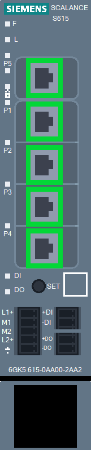 SIEMENS SCALANCE
S615
F
L
P5
P1
P2
P3
P4
DI
DO SET
L1+ +DI
M1 -DI
M2
L2+ +DO
-DO
6GK5 615-0AA00-2AA2